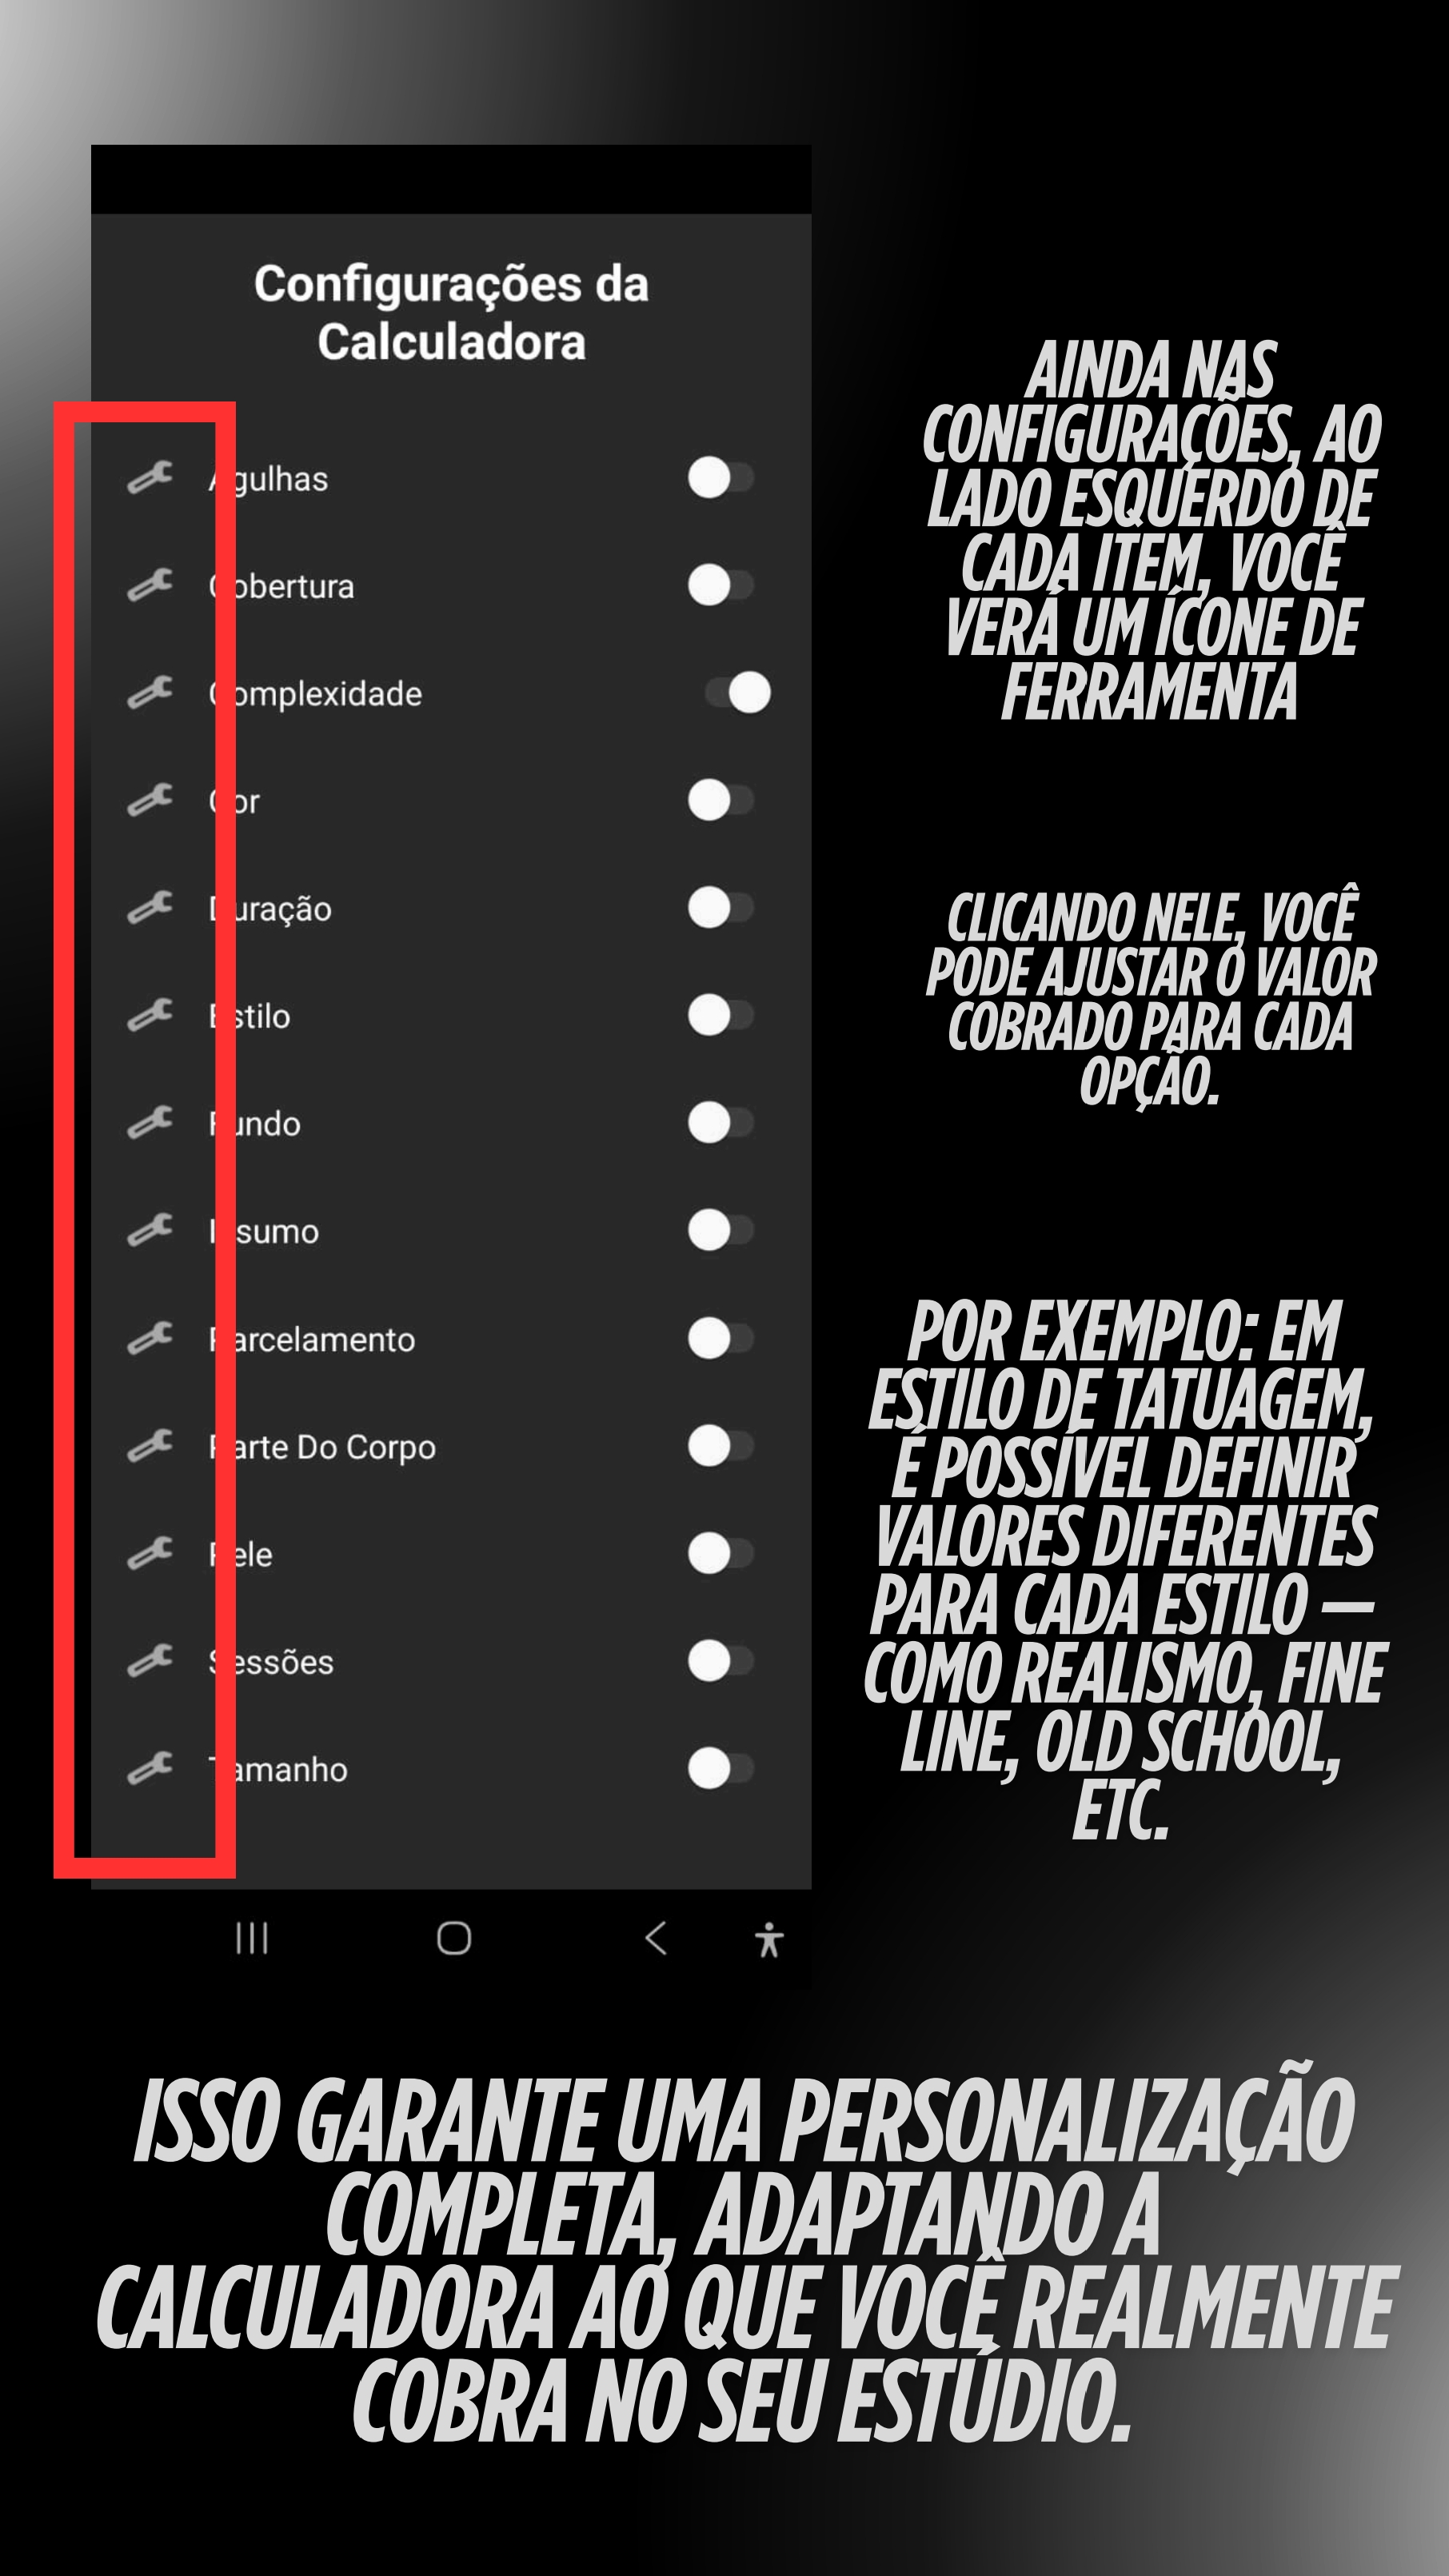 Configurações da
Calculadora
Agulhas
Cobertura
Complexidade
Cor
Duração
Estilo
Fundo
Insumo
Parcelamento
Parte Do Corpo
Pele
Sessões
Tamanho
AINDA NAS
CONFIGURAÇÕES, AO
LADO ESQUERDO DE
CADA ITEM, VOCÊ
VERÁ UM ÍCONE DE
FERRAMENTA
CLICANDO NELE, VOCÊ
PODE AJUSTAR O VALOR
COBRADO PARA CADA
OPÇÃO.
POR EXEMPLO: EM
ESTILO DE TATUAGEM,
É POSSÍVEL DEFINIR
VALORES DIFERENTES
PARA CADA ESTILO —
COMO REALISMO, FINE
LINE, OLD SCHOOL,
ETC.
ISSO GARANTE UMA PERSONALIZAÇÃO
COMPLETA, ADAPTANDO A
CALCULADORA AO QUE VOCÊ REALMENTE
COBRA NO SEU ESTÚDIO.